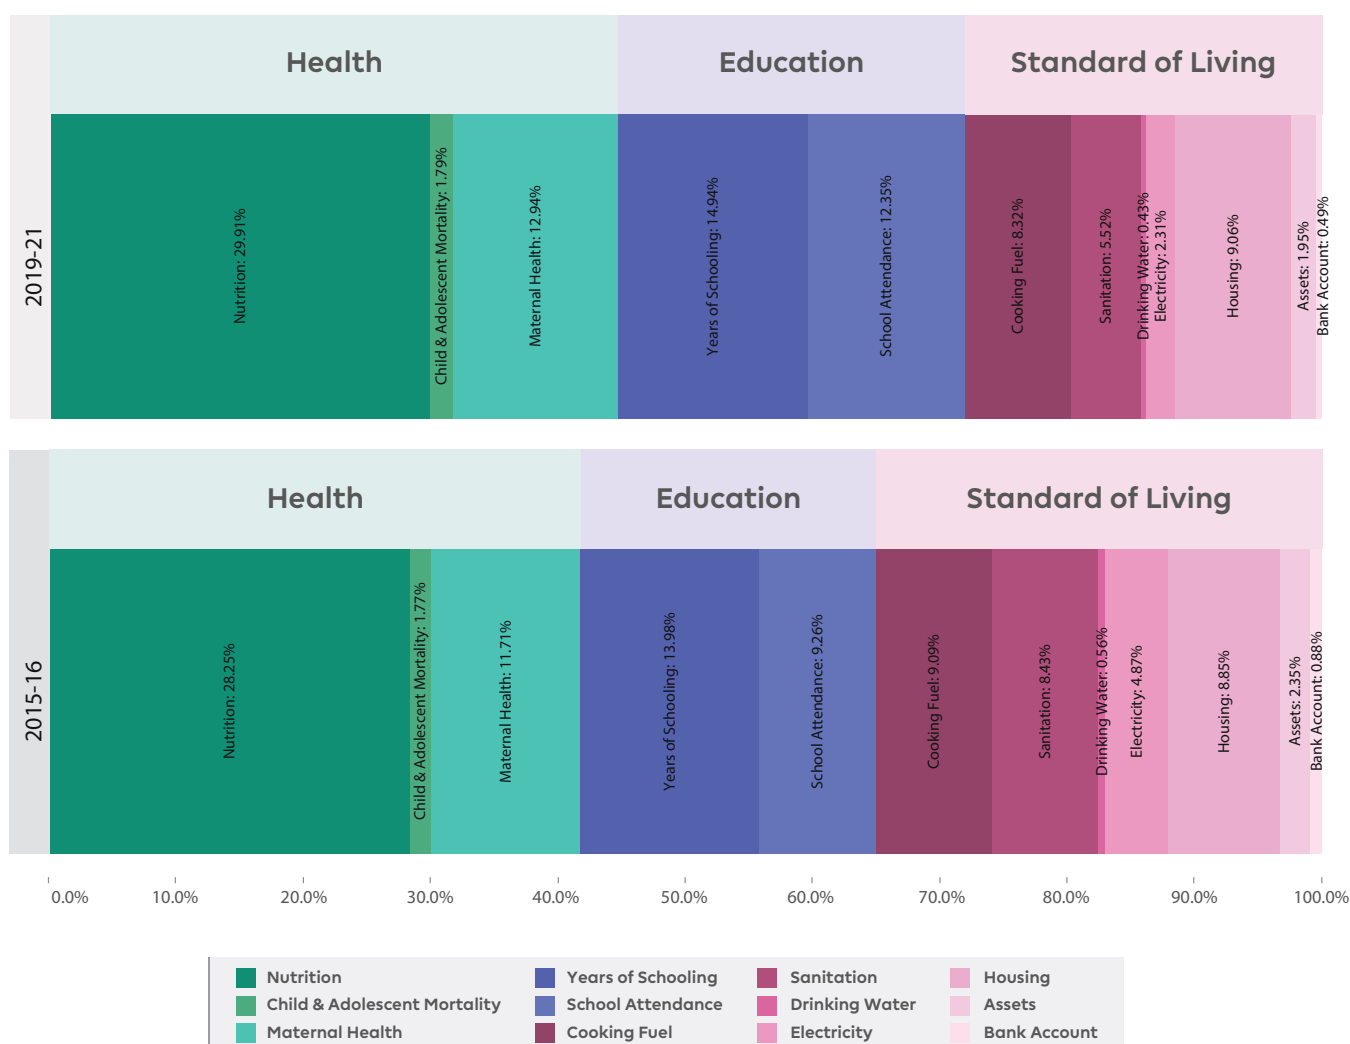 Health
Education
Standard of Living
2019-21
Nutrition: 29.91%
Child & Adolescent Mortality: 1.79%
Maternal Health: 12.94%
Years of Schooling: 14.94%
School Attendance: 12.35%
Cooking Fuel: 8.32%
Sanitation: 5.52%
Drinking Water: 0.43%
Electricity: 2.31%
Housing: 9.06%
Assets: 1.95%
Bank Account: 0.49%
Health
Education
Standard of Living
2015-16
Nutrition: 28.25%
Child & Adolescent Mortality: 1.77%
Maternal Health: 11.71%
Years of Schooling: 13.98%
School Attendance: 9.26%
Cooking Fuel: 9.09%
Sanitation: 8.43%
Drinking Water: 0.56%
Electricity: 4.87%
Housing: 8.85%
Assets: 2.35%
Bank Account: 0.88%
0.0% 10.0% 20.0% 30.0% 40.0% 50.0% 60.0% 70.0% 80.0% 90.0% 100.0%
Nutrition
Child & Adolescent Mortality
Maternal Health
Years of Schooling
School Attendance
Cooking Fuel
Sanitation
Drinking Water
Electricity
Housing
Assets
Bank Account